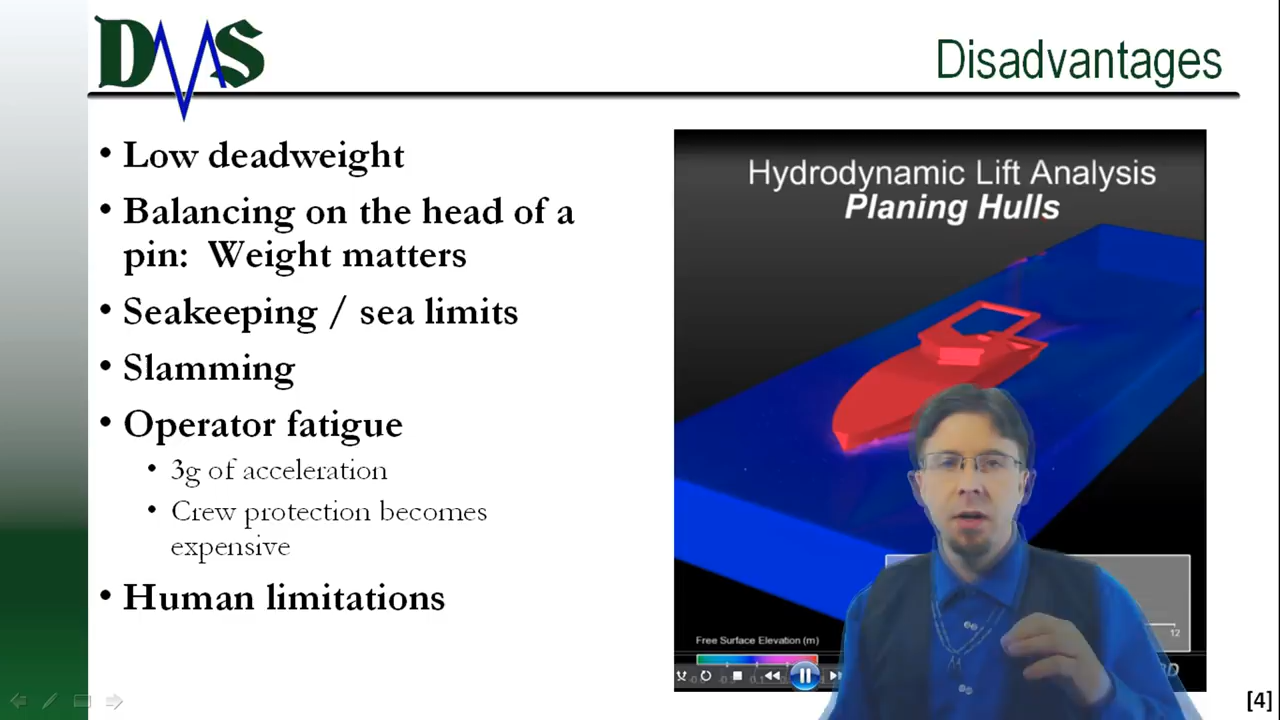 DMS
Disadvantages
• Low deadweight
• Balancing on the head of a
pin: Weight matters
• Seakeeping / sea limits
• Slamming
• Operator fatigue
• 3g of acceleration
• Crew protection becomes
expensive
• Human limitations
Hydrodynamic Lift Analysis
Planing Hulls
Free Surface Elevation (m)
12
[4]